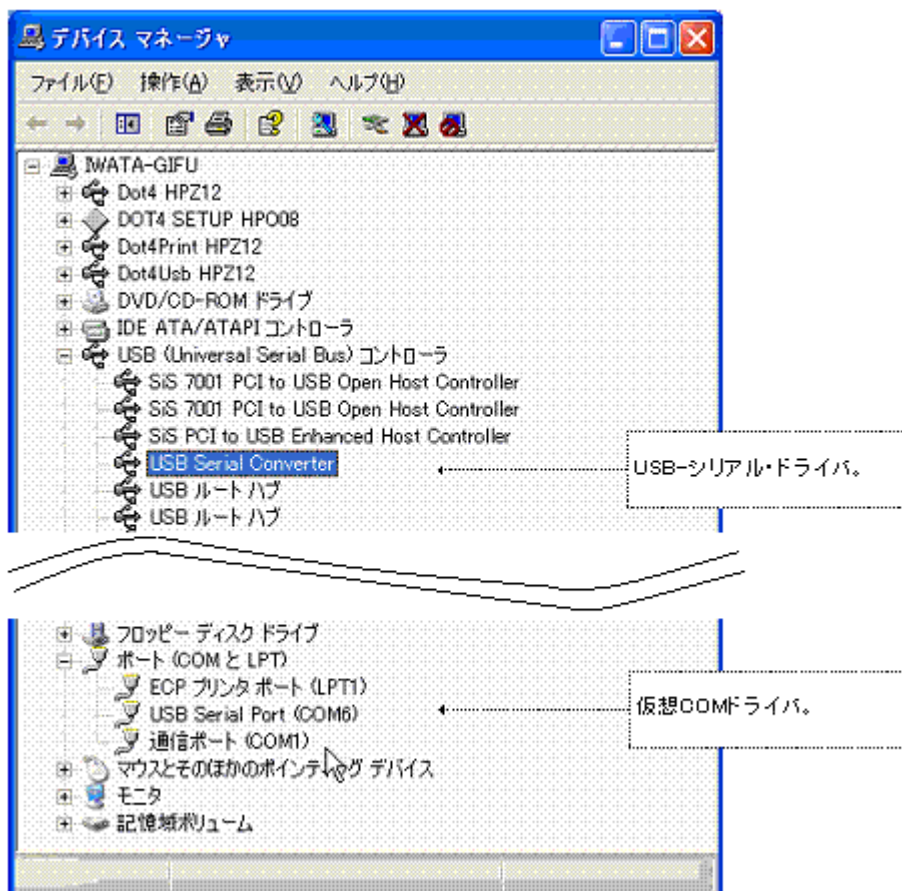 デバイス マネージャ
ファイル(F) 操作(A) 表示(V) ヘルプ(H)
IWATA-GIFU
Dot4 HPZ12
DOT4 SETUP HPO08
Dot4Print HPZ12
Dot4Usb HPZ12
DVD/CD-ROM ドライブ
IDE ATA/ATAPI コントローラ
USB (Universal Serial Bus) コントローラ
SiS 7001 PCI to USB Open Host Controller
SiS 7001 PCI to USB Open Host Controller
SiS PCI to USB Enhanced Host Controller
USB Serial Converter
USB-シリアル・ドライバ。
USB ルート ハブ
USB ルート ハブ
フロッピー ディスク ドライブ
ポート (COM と LPT)
ECP プリンタ ポート (LPT1)
USB Serial Port (COM6)
仮想COMドライバ。
通信ポート (COM1)
マウスとそのほかのポインティング デバイス
モニタ
記憶域ボリューム